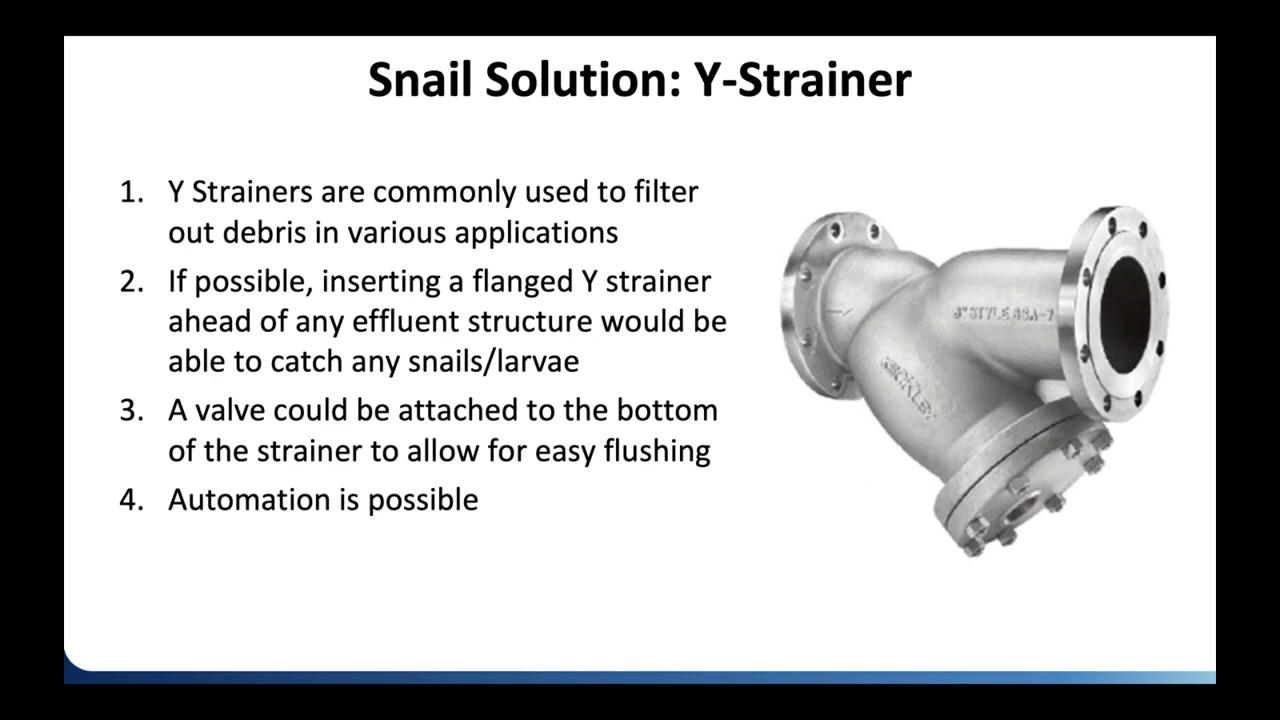 Snail Solution: Y-Strainer
1. Y Strainers are commonly used to filter
out debris in various applications
2. If possible, inserting a flanged Y strainer
ahead of any effluent structure would be
able to catch any snails/larvae
3. A valve could be attached to the bottom
of the strainer to allow for easy flushing
4. Automation is possible
STYLE
KECKLEY